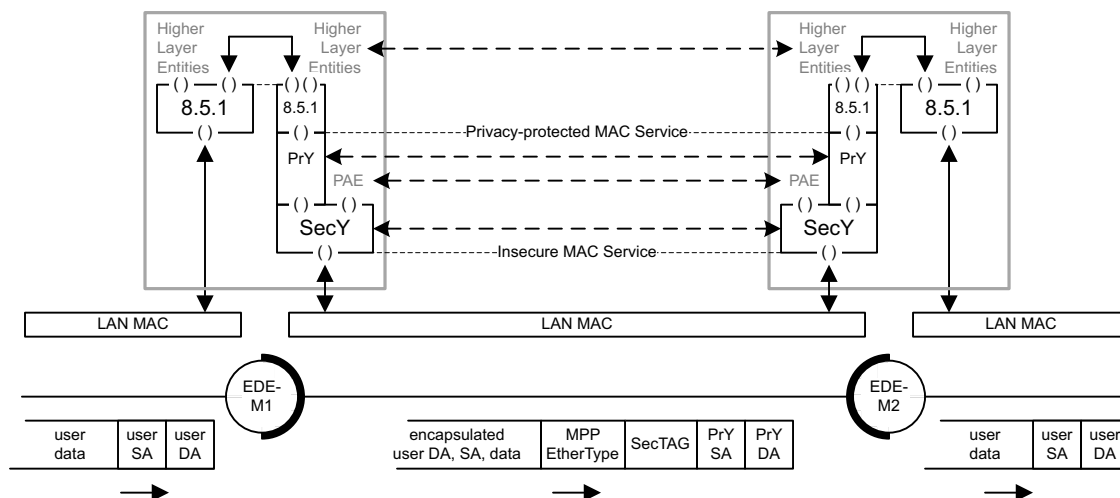 Higher
Layer
Entities
Higher
Layer
Entities
Higher
Layer
Entities
Higher
Layer
Entities
( ) ( )
( ) ( )
( ) ( )
( ) ( )
8.5.1
8.5.1
8.5.1
8.5.1
( )
( )
Privacy-protected MAC Service
( )
( )
PrY
PrY
PAE
PAE
( ) ( )
( ) ( )
SecY
SecY
( )
Insecure MAC Service
( )
LAN MAC
LAN MAC
LAN MAC
EDE-
M1
EDE-
M2
user
data
user
SA
user
DA
encapsulated
user DA, SA, data
MPP
EtherType
SecTAG
PrY
SA
PrY
DA
user
data
user
SA
user
DA